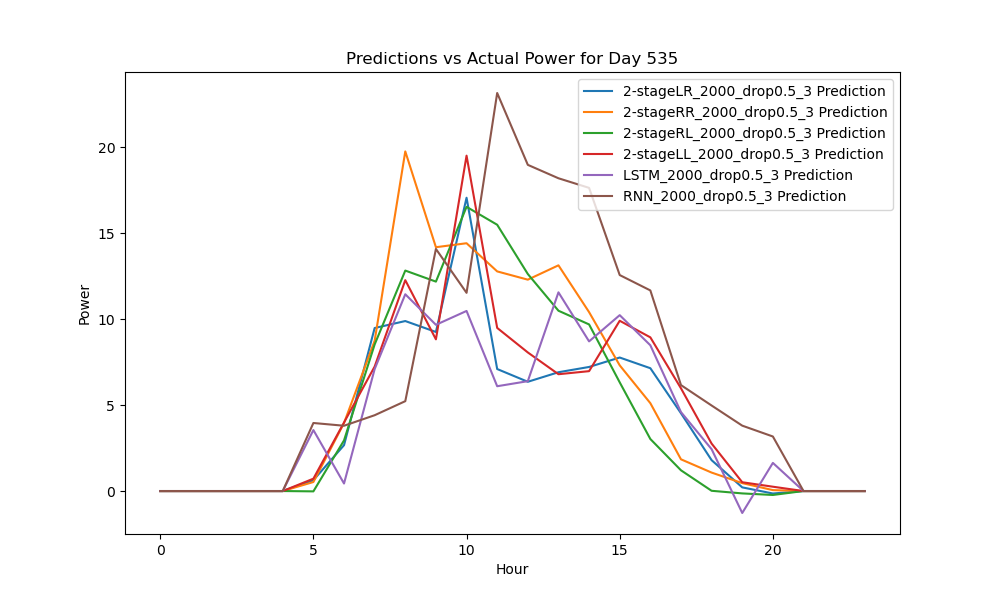 Predictions vs Actual Power for Day 535
2-stageLR_2000_drop0.5_3 Prediction
2-stageRR_2000_drop0.5_3 Prediction
2-stageRL_2000_drop0.5_3 Prediction
2-stageLL_2000_drop0.5_3 Prediction
LSTM_2000_drop0.5_3 Prediction
RNN_2000_drop0.5_3 Prediction
Power
20
15
10
5
0
0 5 10 15 20
Hour